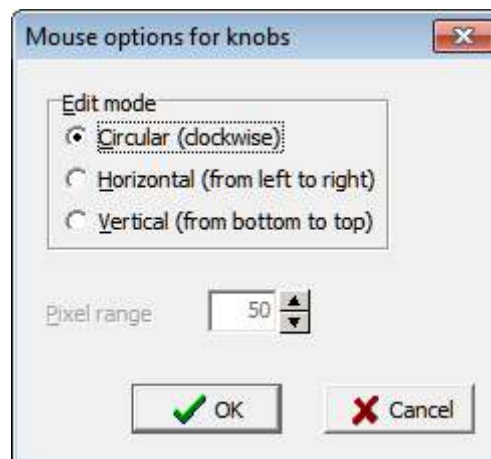 Mouse options for knobs
Edit mode
Circular (clockwise)
Horizontal (from left to right)
Vertical (from bottom to top)
Pixel range 50
OK Cancel